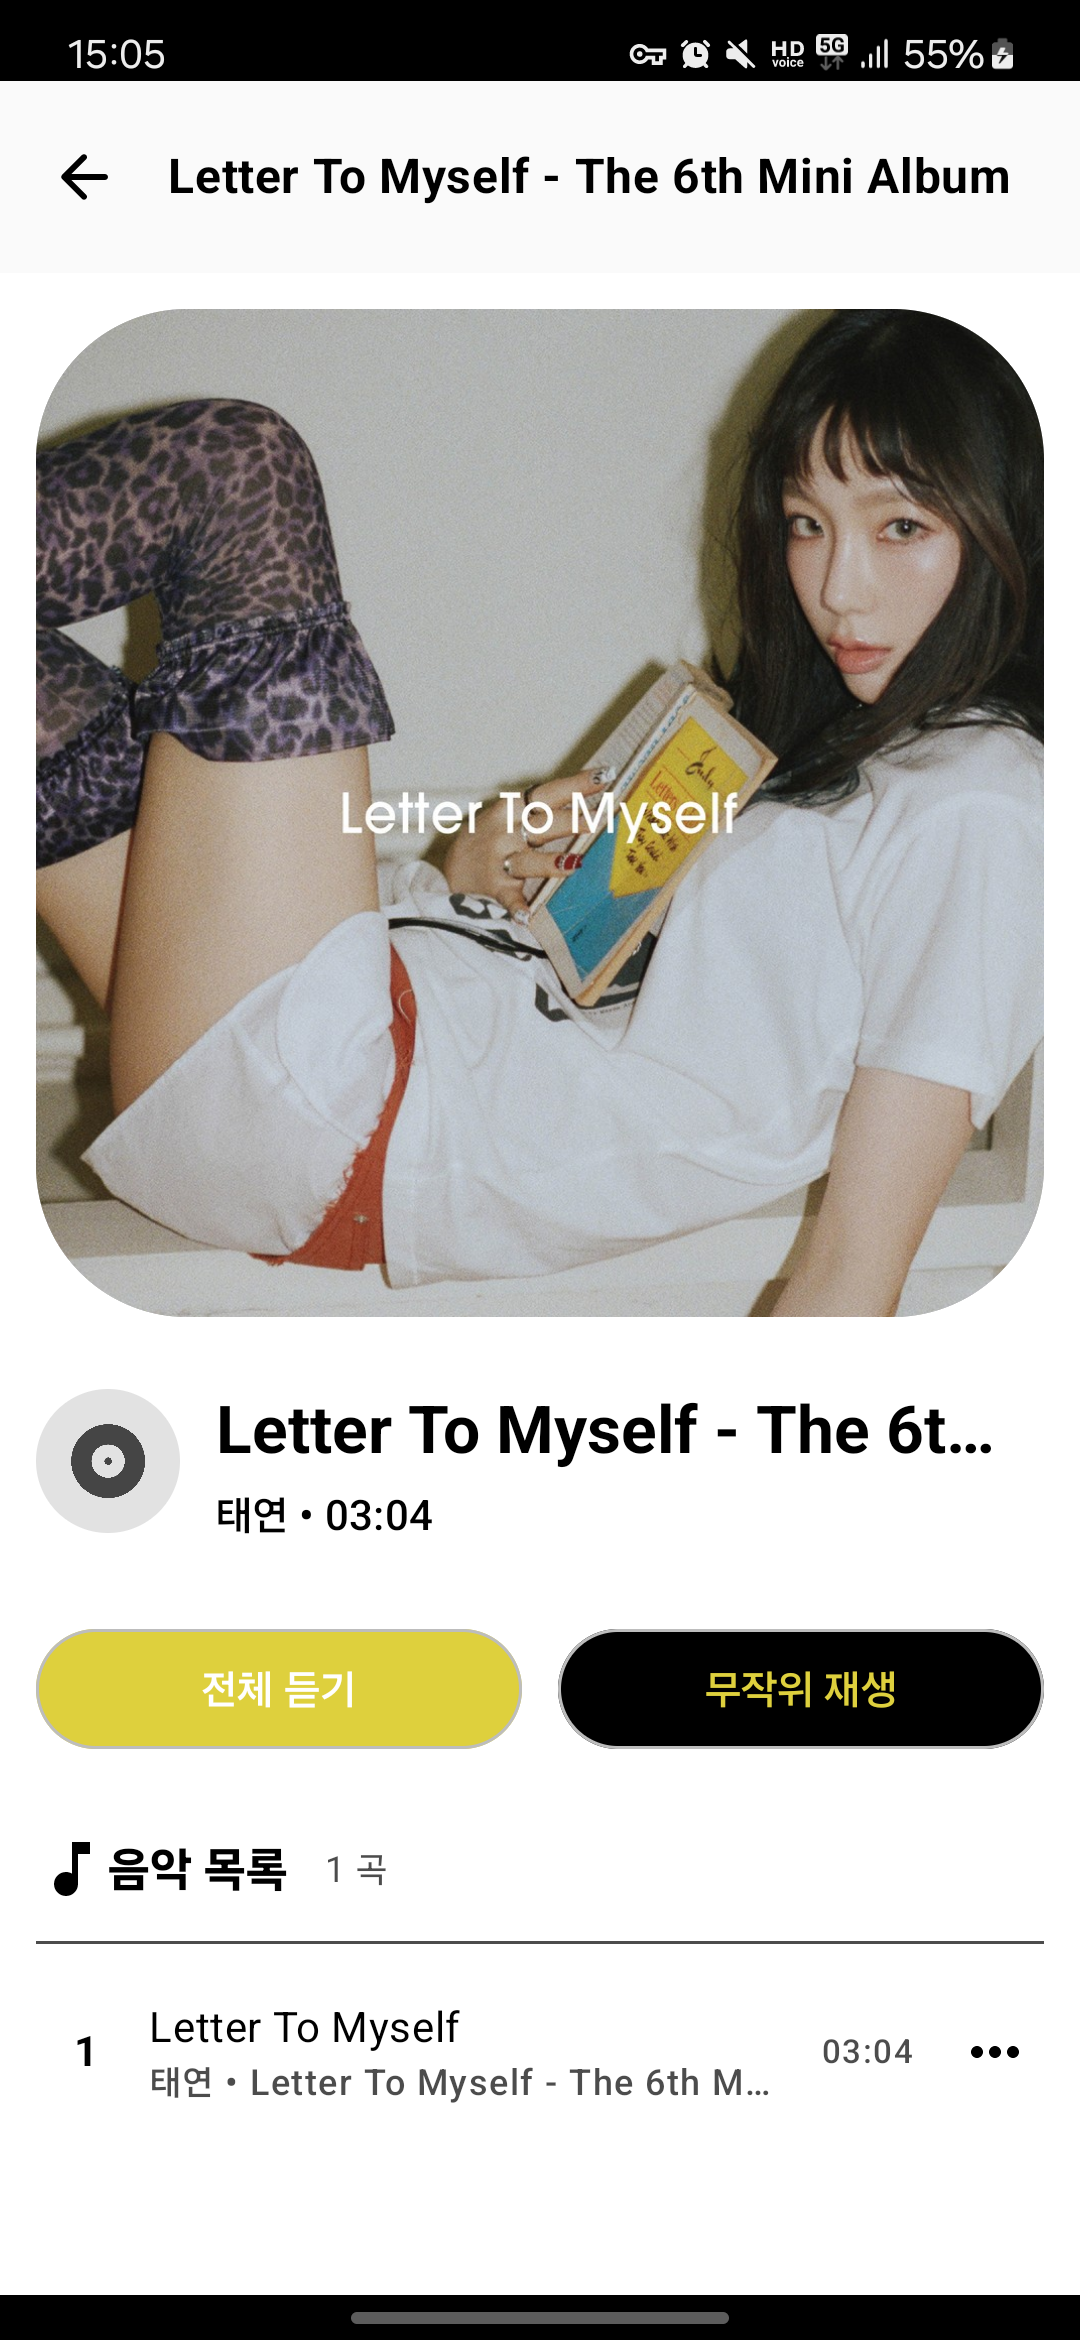 15:05
HD voice 5G 55%
Letter To Myself - The 6th Mini Album
Letter To Myself
Letter To Myself - The 6t...
태연 • 03:04
전체 듣기
무작위 재생
음악 목록 1 곡
1
Letter To Myself
태연 • Letter To Myself - The 6th M...
03:04